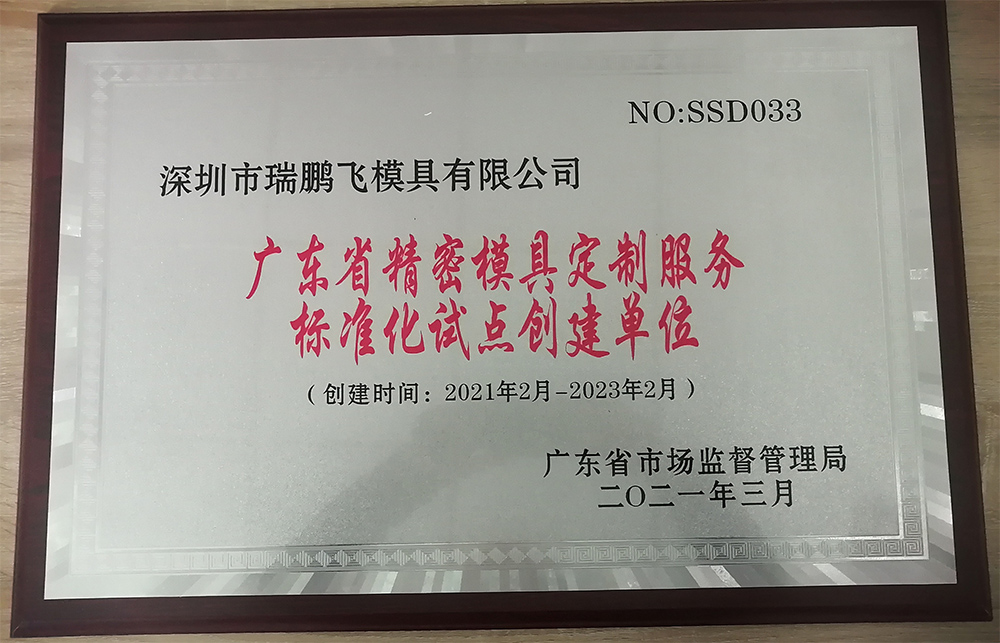 NO:SSD033
深圳市瑞鹏飞模具有限公司
广东省精密模具定制服务
标准化试点创建单位
（创建时间：2021年2月-2023年2月）
广东省市场监督管理局
二〇二一年三月